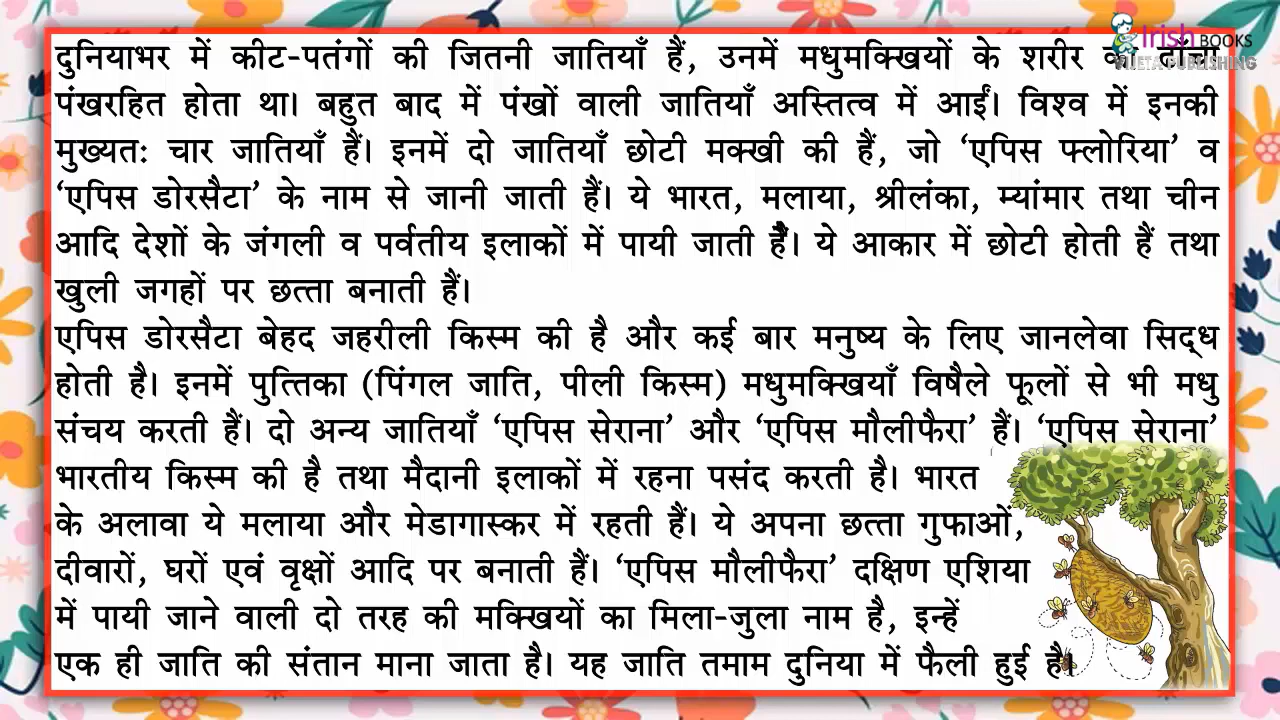 Irish BOOKS
VIJETA PUBLISHING
दुनियाभर में कीट-पतंगों की जितनी जातियाँ हैं, उनमें मधुमक्खियों के शरीर का
पंखरहित होता था। बहुत बाद में पंखों वाली जातियाँ अस्तित्व में आईं। विश्व में इनकी
मुख्यतः चार जातियाँ हैं। इनमें दो जातियाँ छोटी मक्खी की हैं, जो ‘एपिस फ्लोरिया’ व
‘एपिस डोरसैटा’ के नाम से जानी जाती हैं। ये भारत, मलाया, श्रीलंका, म्यांमार तथा चीन
आदि देशों के जंगली व पर्वतीय इलाकों में पायी जाती हैं। ये आकार में छोटी होती हैं तथा
खुली जगहों पर छत्ता बनाती हैं।
एपिस डोरसैटा बेहद जहरीली किस्म की है और कई बार मनुष्य के लिए जानलेवा सिद्ध
होती है। इनमें पुत्तिका (पिंगल जाति, पीली किस्म) मधुमक्खियाँ विषैले फूलों से भी मधु
संचय करती हैं। दो अन्य जातियाँ ‘एपिस सेराना’ और ‘एपिस मौलीफैरा’ हैं। ‘एपिस सेराना’
भारतीय किस्म की है तथा मैदानी इलाकों में रहना पसंद करती है। भारत
के अलावा ये मलाया और मेडागास्कर में रहती हैं। ये अपना छत्ता गुफाओं,
दीवारों, घरों एवं वृक्षों आदि पर बनाती हैं। ‘एपिस मौलीफैरा’ दक्षिण एशिया
में पायी जाने वाली दो तरह की मक्खियों का मिला-जुला नाम है, इन्हें
एक ही जाति की संतान माना जाता है। यह जाति तमाम दुनिया में फैली हुई है।